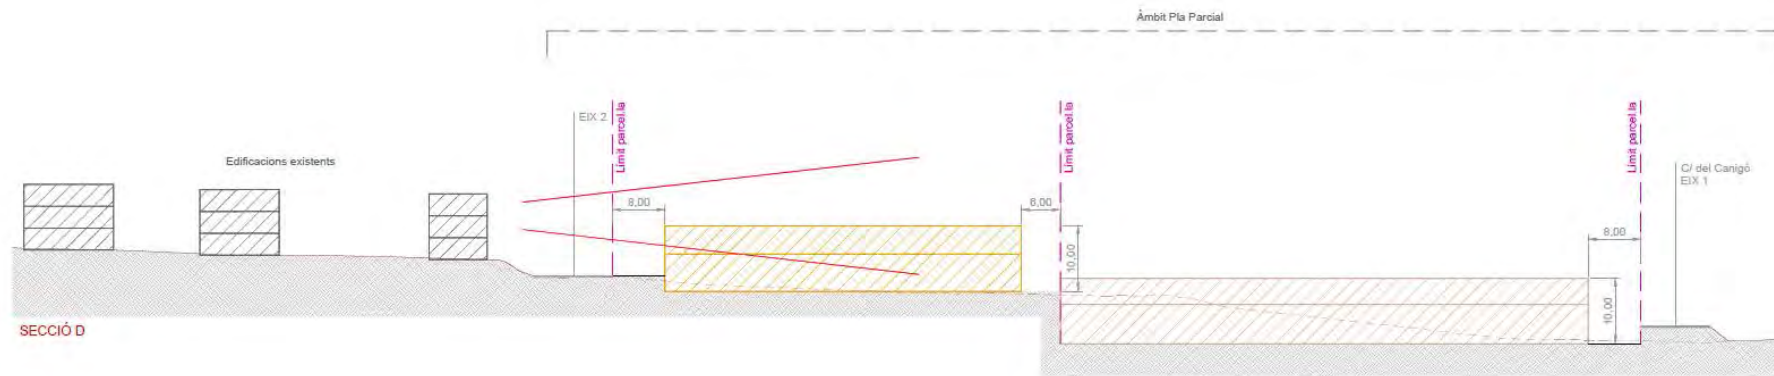 Àmbit Pla Parcial
EIX 2
Límit parcel.la
Límit parcel.la
Límit parcel.la
Edificacions existents
C/ del Canigó
EIX 1
8,00
6,00
10,00
8,00
10,00
SECCIÓ D